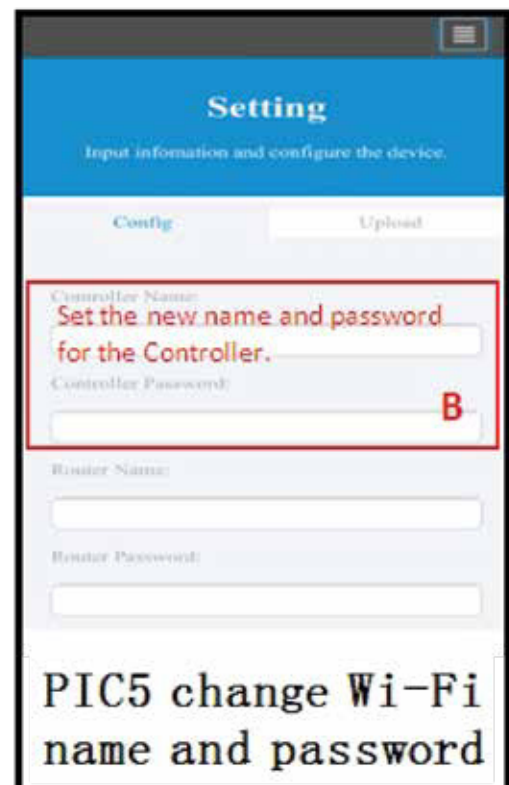 Setting
Input infomation and configure the device.
Config Upload
Controller Name:
Set the new name and password
for the Controller.
Controller Password:
B
Router Name:
Router Password:
PIC5 change Wi-Fi
name and password